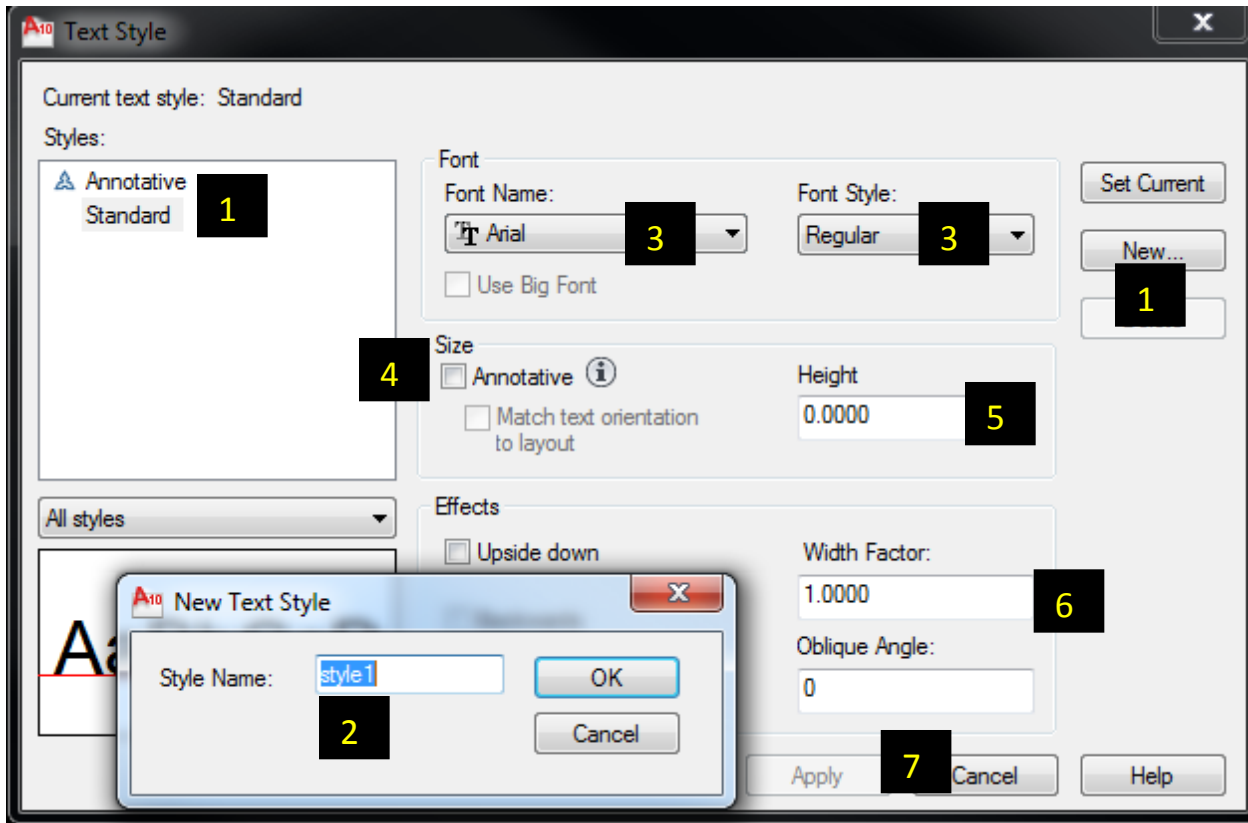 A10 Text Style X
Current text style: Standard
Styles:
Annotative
Standard
1
Font
Font Name:
Arial
3
Use Big Font
Font Style:
Regular
3
Set Current
New...
1
Size
4
Annotative
Match text orientation
to layout
Height
0.0000
5
All styles
Effects
Upside down
Width Factor:
1.0000
6
Oblique Angle:
0
A10 New Text Style X
Style Name:
style1
2
OK
Cancel
Apply
7
Cancel
Help